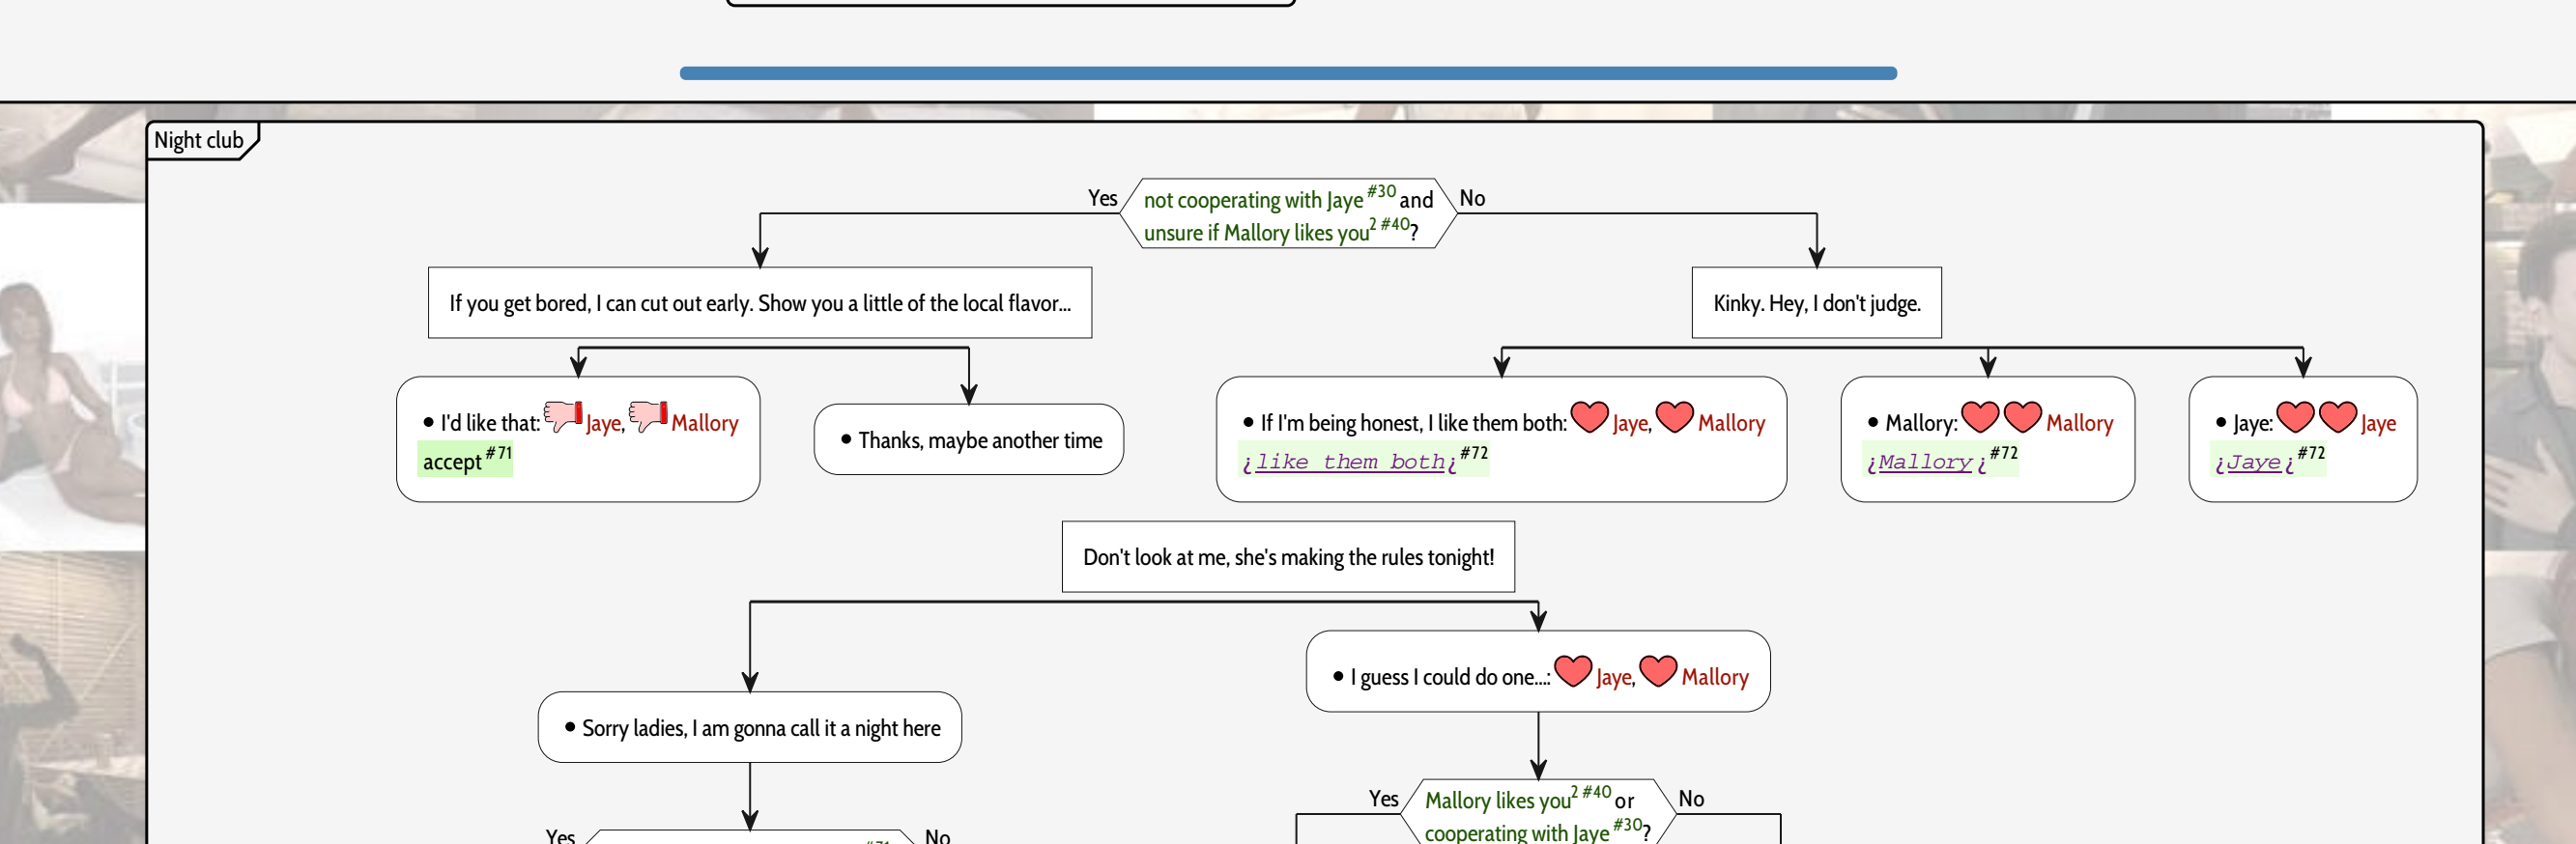 Night club
Yes
not cooperating with Jaye #30 and
unsure if Mallory likes you2 #40?
No
If you get bored, I can cut out early. Show you a little of the local flavor...
Kinky. Hey, I don't judge.
• I'd like that: Jaye, Mallory
accept #71
• Thanks, maybe another time
• If I'm being honest, I like them both: Jaye, Mallory
¿like them both¿ #72
• Mallory: Mallory
¿Mallory¿ #72
• Jaye: Jaye
¿Jaye¿ #72
Don't look at me, she's making the rules tonight!
• I guess I could do one...: Jaye, Mallory
• Sorry ladies, I am gonna call it a night here
Yes
Mallory likes you2 #40 or
cooperating with Jaye #30?
No
Yes
No